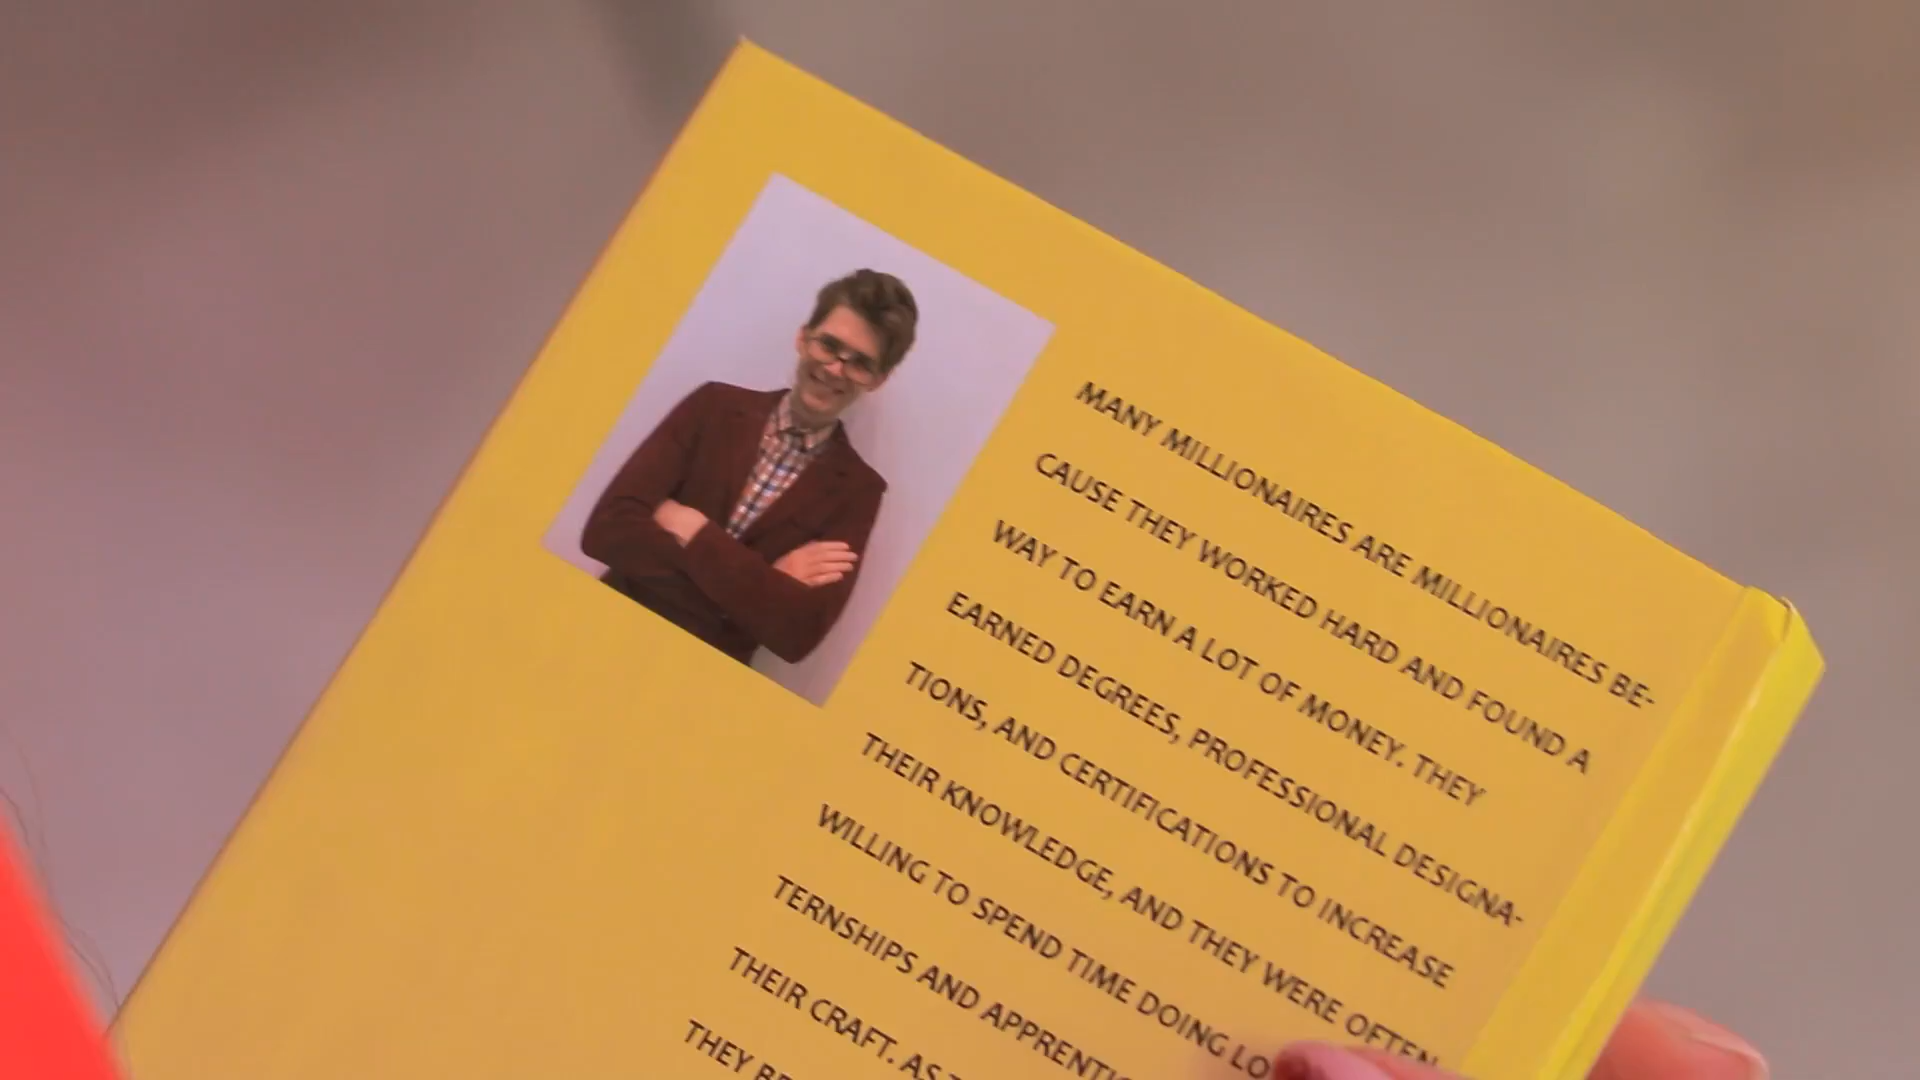 MANY MILLIONAIRES ARE MILLIONAIRES BE-
CAUSE THEY WORKED HARD AND FOUND A
WAY TO EARN A LOT OF MONEY. THEY
EARNED DEGREES, PROFESSIONAL DESIGNA-
TIONS, AND CERTIFICATIONS TO INCREASE
THEIR KNOWLEDGE, AND THEY WERE OFTEN
WILLING TO SPEND TIME DOING
TERNSHIPS AND
THEIR CRAFT. AS
THEY